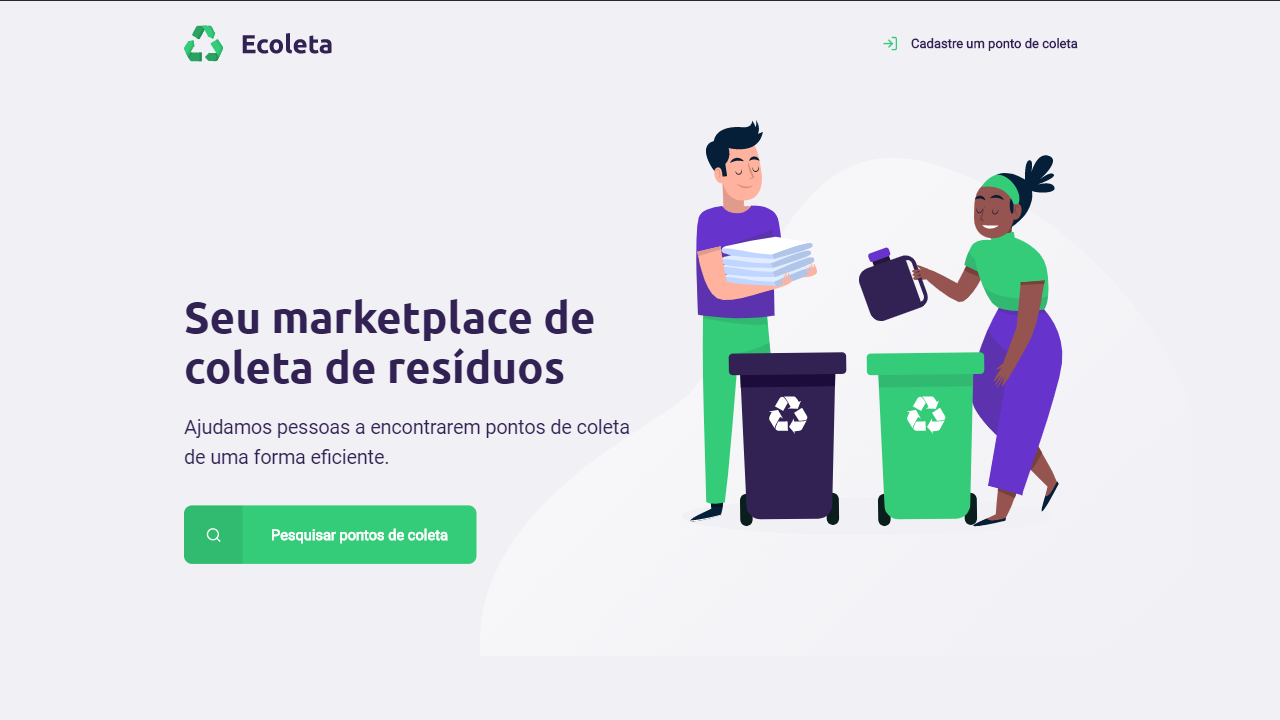 Ecoleta
Cadastre um ponto de coleta
Seu marketplace de
coleta de resíduos
Ajudamos pessoas a encontrarem pontos de coleta
de uma forma eficiente.
Pesquisar pontos de coleta